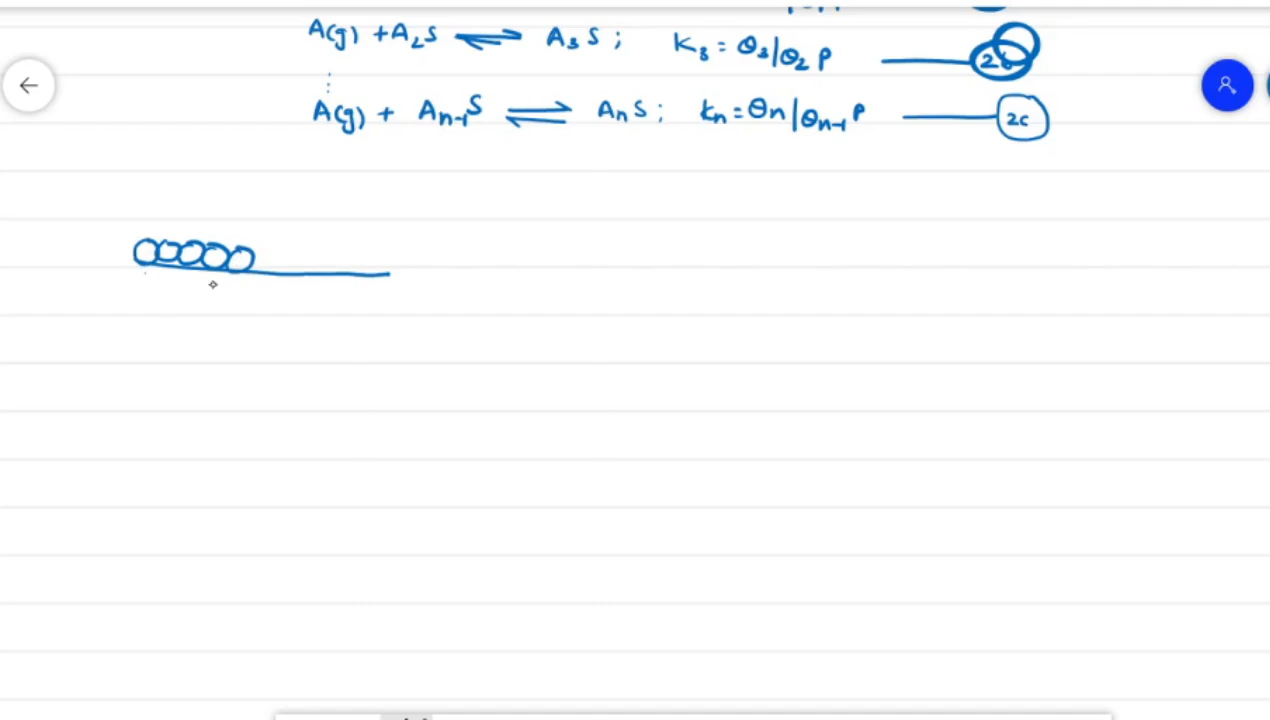 A(g) + A₂S ⇌ A₃S ; K₃ = θ₃/θ₂ P 2b
⋮
A(g) + Aₙ₋₁S ⇌ AₙS ; Kₙ = θₙ/θₙ₋₁ P 2c